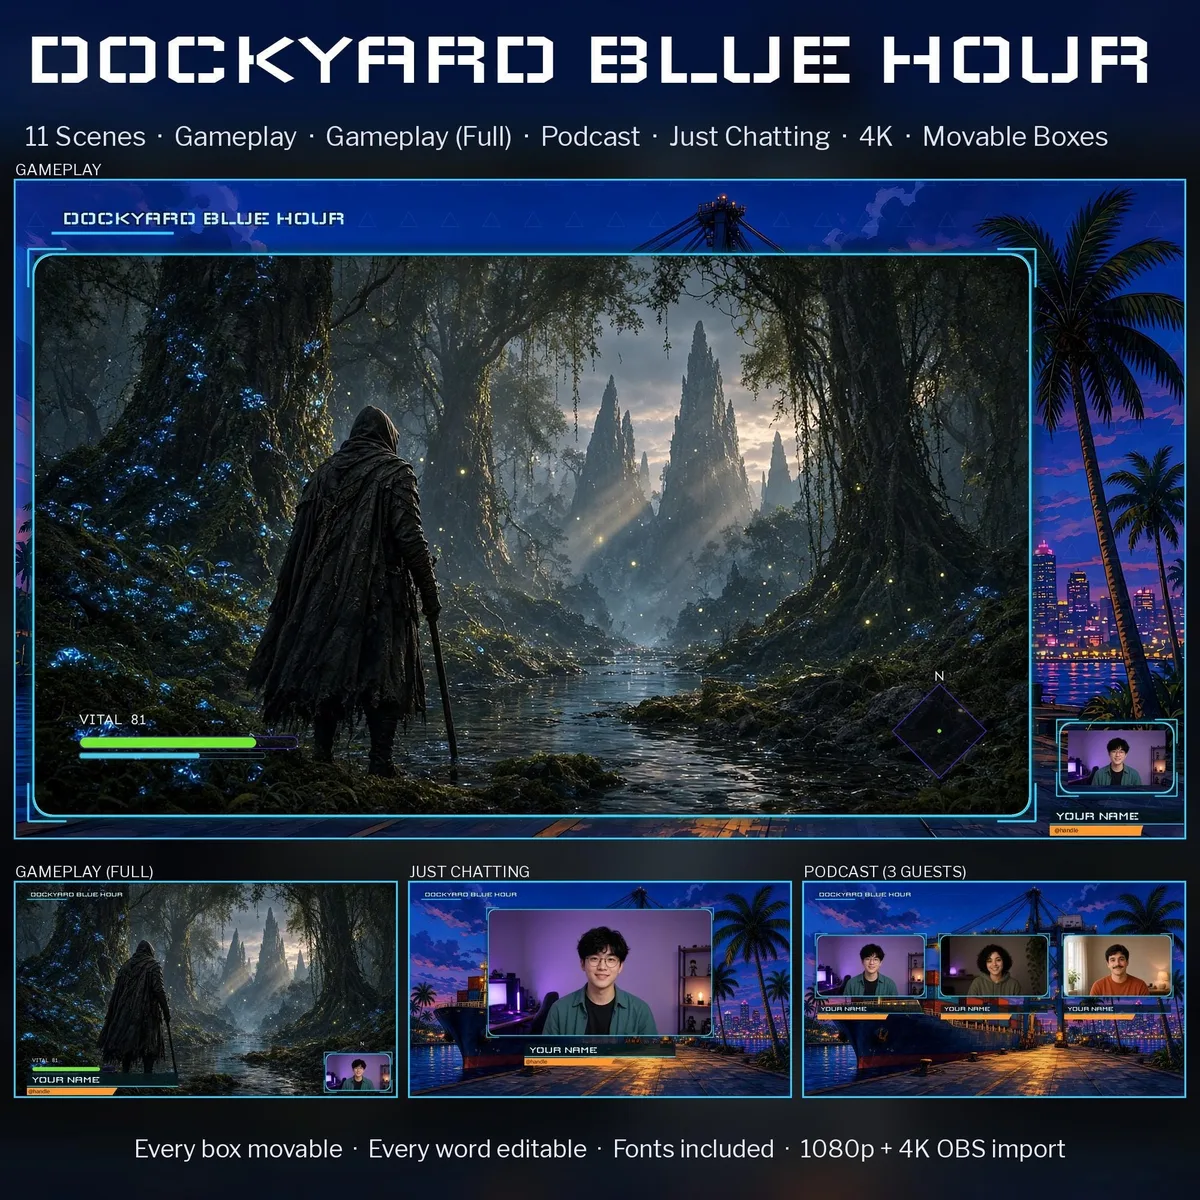 DOCKYARD BLUE HOUR
11 Scenes · Gameplay · Gameplay (Full) · Podcast · Just Chatting · 4K · Movable Boxes
GAMEPLAY
DOCKYARD BLUE HOUR
N
VITAL 81
YOUR NAME
@handle
GAMEPLAY (FULL)
JUST CHATTING
PODCAST (3 GUESTS)
DOCKYARD BLUE HOUR
DOCKYARD BLUE HOUR
DOCKYARD BLUE HOUR
N
VITAL 81
YOUR NAME
@handle
YOUR NAME
YOUR NAME
YOUR NAME
YOUR NAME
Every box movable · Every word editable · Fonts included · 1080p + 4K OBS import